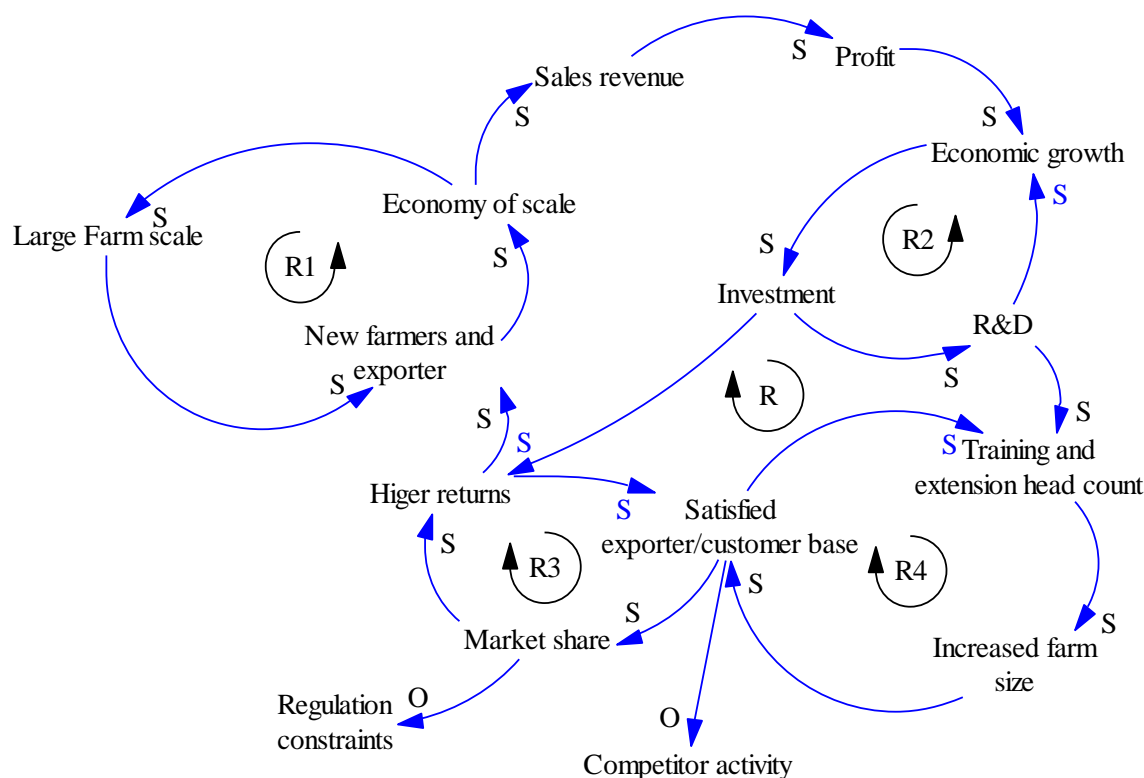 S
Profit
Sales revenue
S
S
Economic growth
S
S
Economy of scale
Large Farm scale
S
R1
S
R2
S
Investment
R&D
New farmers and
exporter
S
S
R
S
S
S
S
Training and
extension head count
Higer returns
S
Satisfied
exporter/customer base
S
R3
R4
S
S
S
Market share
Increased farm
size
Regulation
constraints
O
O
Competitor activity